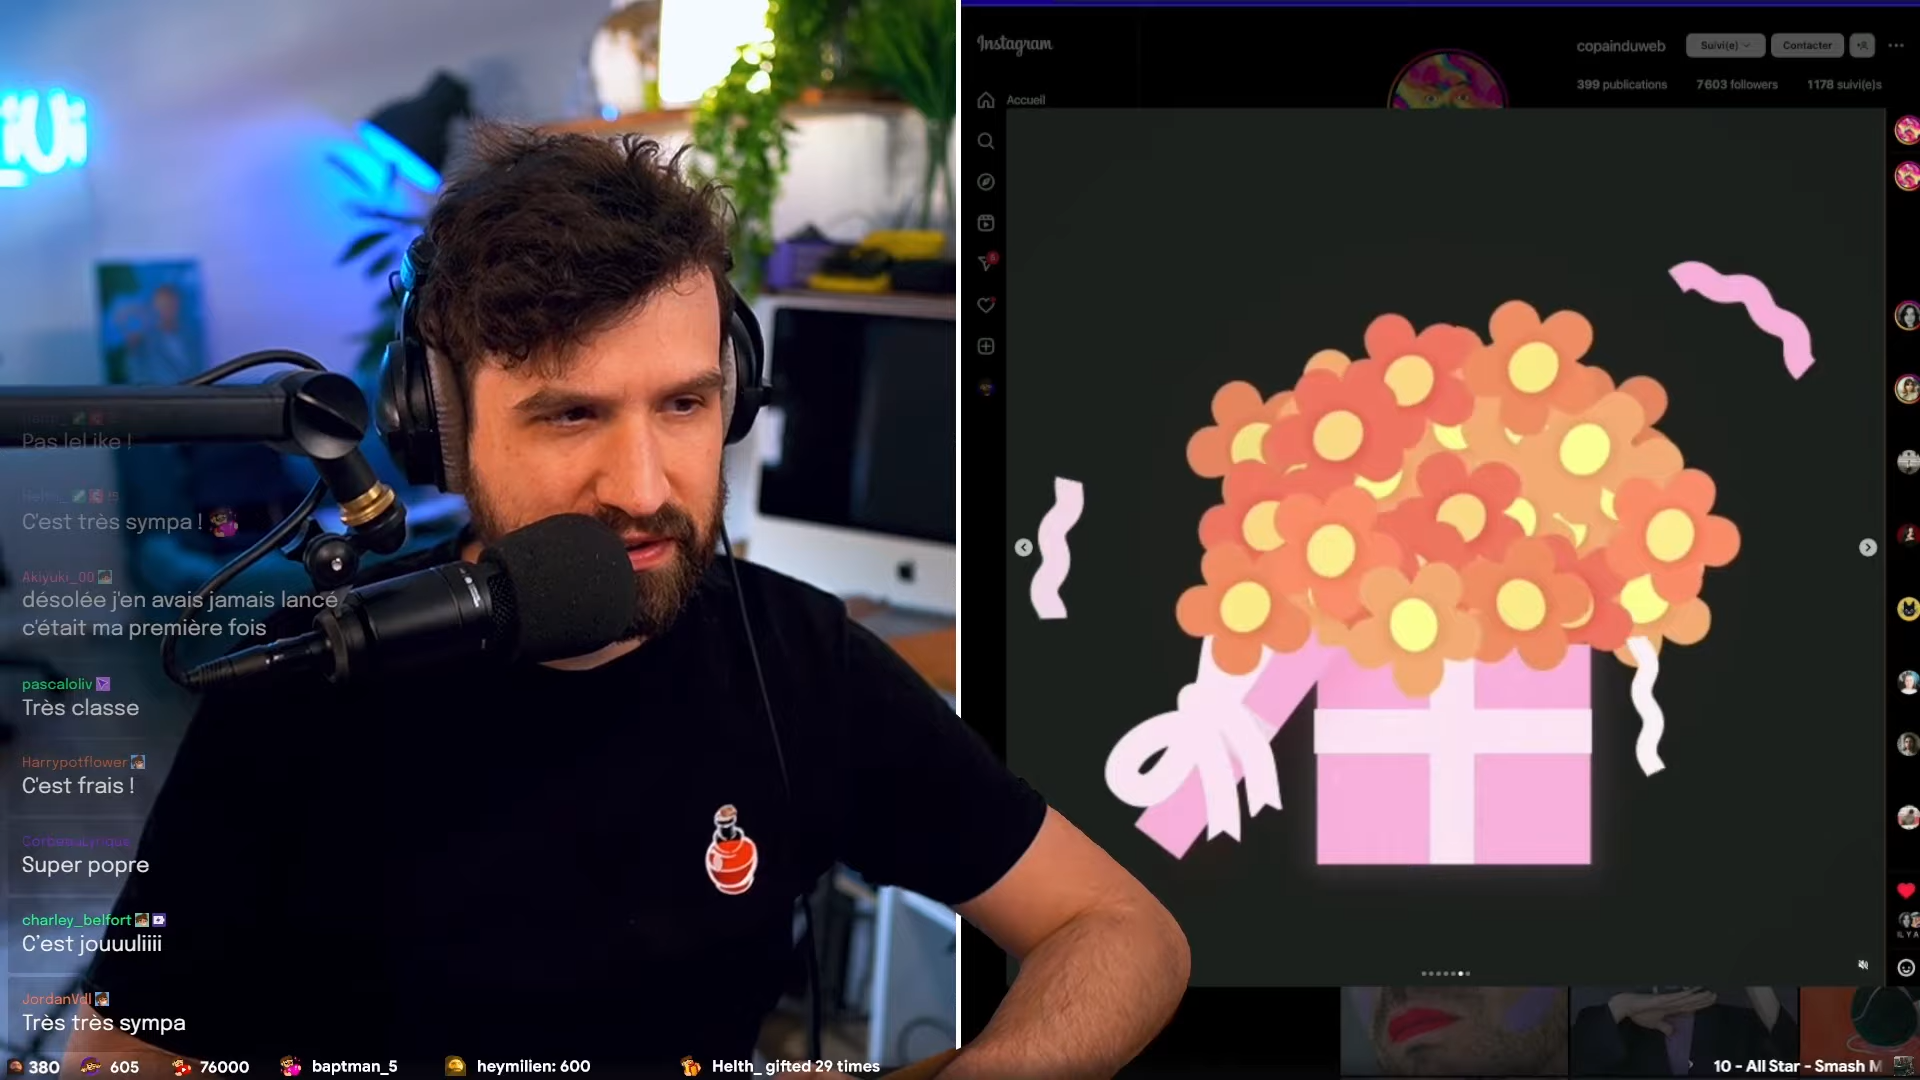 Instagram
copainduweb
Suivi(e)
Contacter
399 publications
7603 followers
1178 suivi(e)s
Accueil
Pas leLike !
C'est très sympa !
Akiyuki_00
désolée j'en avais jamais lancé
c'était ma première fois
pascaloliv
Très classe
Harrypotflower
C'est frais !
CorbeauLyrique
Super popre
charley_belfort
C'est jouuuliiii
JordanVdl
Très très sympa
380
605
76000
baptman_5
heymilien: 600
Helth_ gifted 29 times
10 - All Star - Smash M